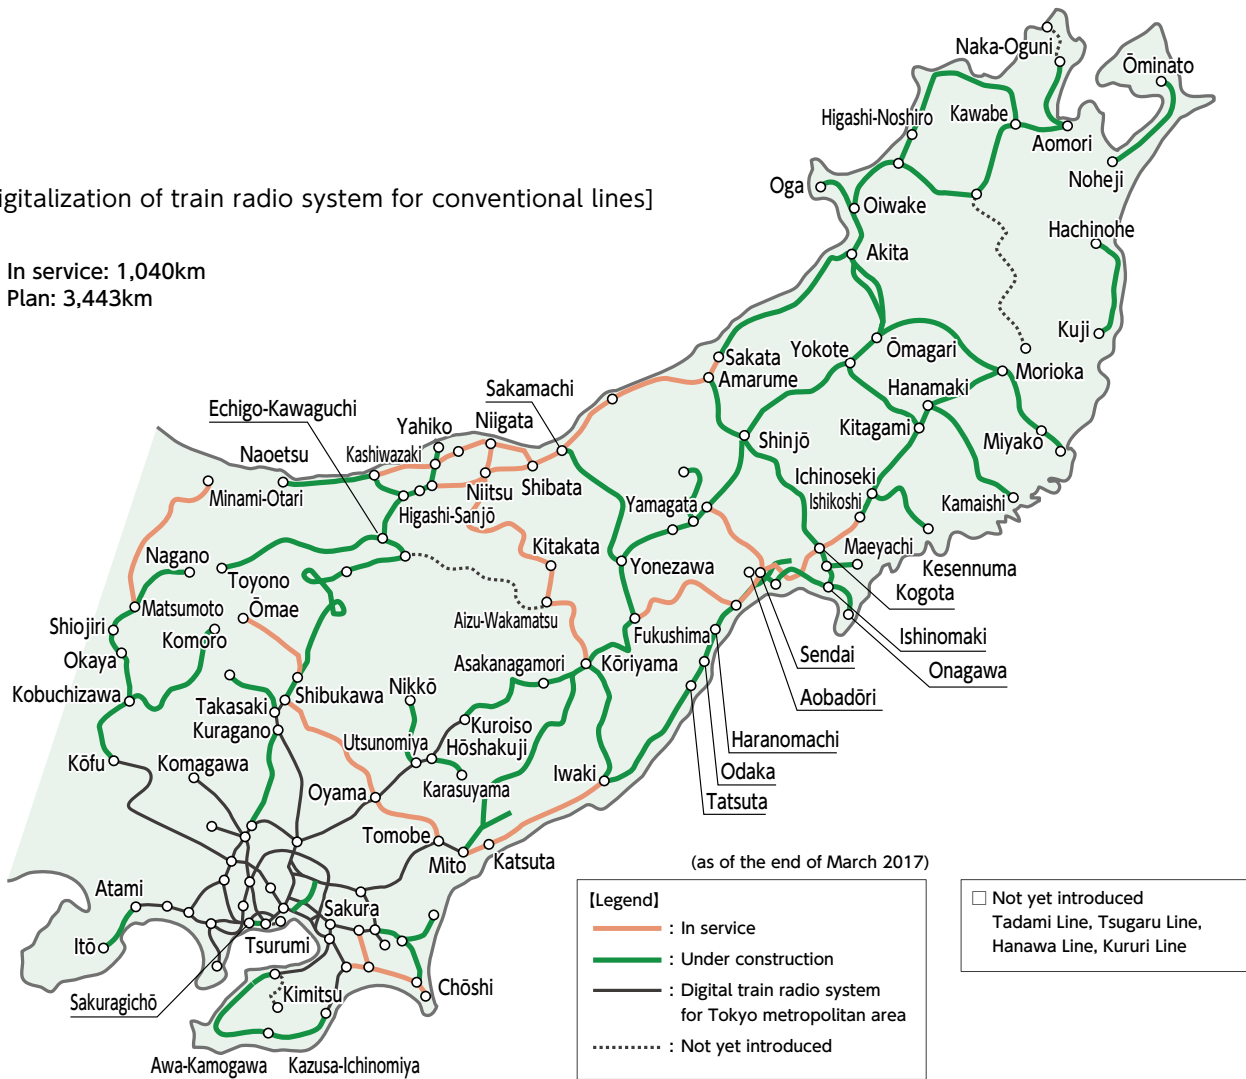 igitalization of train radio system for conventional lines]
In service: 1,040km
Plan: 3,443km
Naka-Oguni
Ōminato
Higashi-Noshiro
Kawabe
Aomori
Noheji
Oga
Oiwake
Hachinohe
Akita
Kuji
Sakata
Yokote
Ōmagari
Amarume
Morioka
Hanamaki
Sakamachi
Echigo-Kawaguchi
Yahiko
Niigata
Shinjō
Kitagami
Miyako
Naoetsu
Kashiwazaki
Ichinoseki
Minami-Otari
Niitsu
Shibata
Ishikoshi
Kamaishi
Higashi-Sanjō
Yamagata
Nagano
Kitakata
Maeyachi
Toyono
Yonezawa
Kesennuma
Matsumoto
Ōmae
Kogota
Shiojiri
Komoro
Aizu-Wakamatsu
Fukushima
Ishinomaki
Okaya
Asakanagamori
Kōriyama
Sendai
Onagawa
Kobuchizawa
Shibukawa
Nikkō
Takasaki
Aobadōri
Kuragano
Kuroiso
Utsunomiya
Hōshakuji
Haranomachi
Kōfu
Komagawa
Iwaki
Odaka
Oyama
Karasuyama
Tatsuta
Tomobe
Mito
Katsuta
(as of the end of March 2017)
Atami
Sakura
Itō
Tsurumi
Sakuragichō
Kimitsu
Chōshi
Awa-Kamogawa
Kazusa-Ichinomiya
【Legend】
: In service
: Under construction
: Digital train radio system
for Tokyo metropolitan area
: Not yet introduced
□ Not yet introduced
Tadami Line, Tsugaru Line,
Hanawa Line, Kururi Line